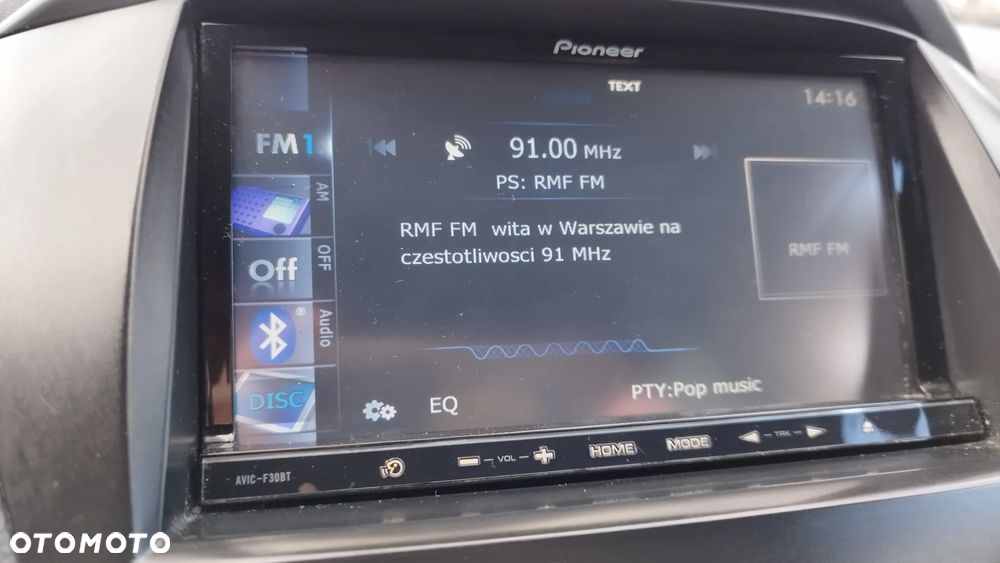 Pioneer
TEXT
14:16
FM1
91.00 MHz
PS: RMF FM
AM
RMF FM wita w Warszawie na
czestotliwosci 91 MHz
RMF FM
Off
OFF
Audio
DISC
EQ
PTY:Pop music
AVIC-F30BT
VOL
HOME
MODE
TRK
OTOMOTO